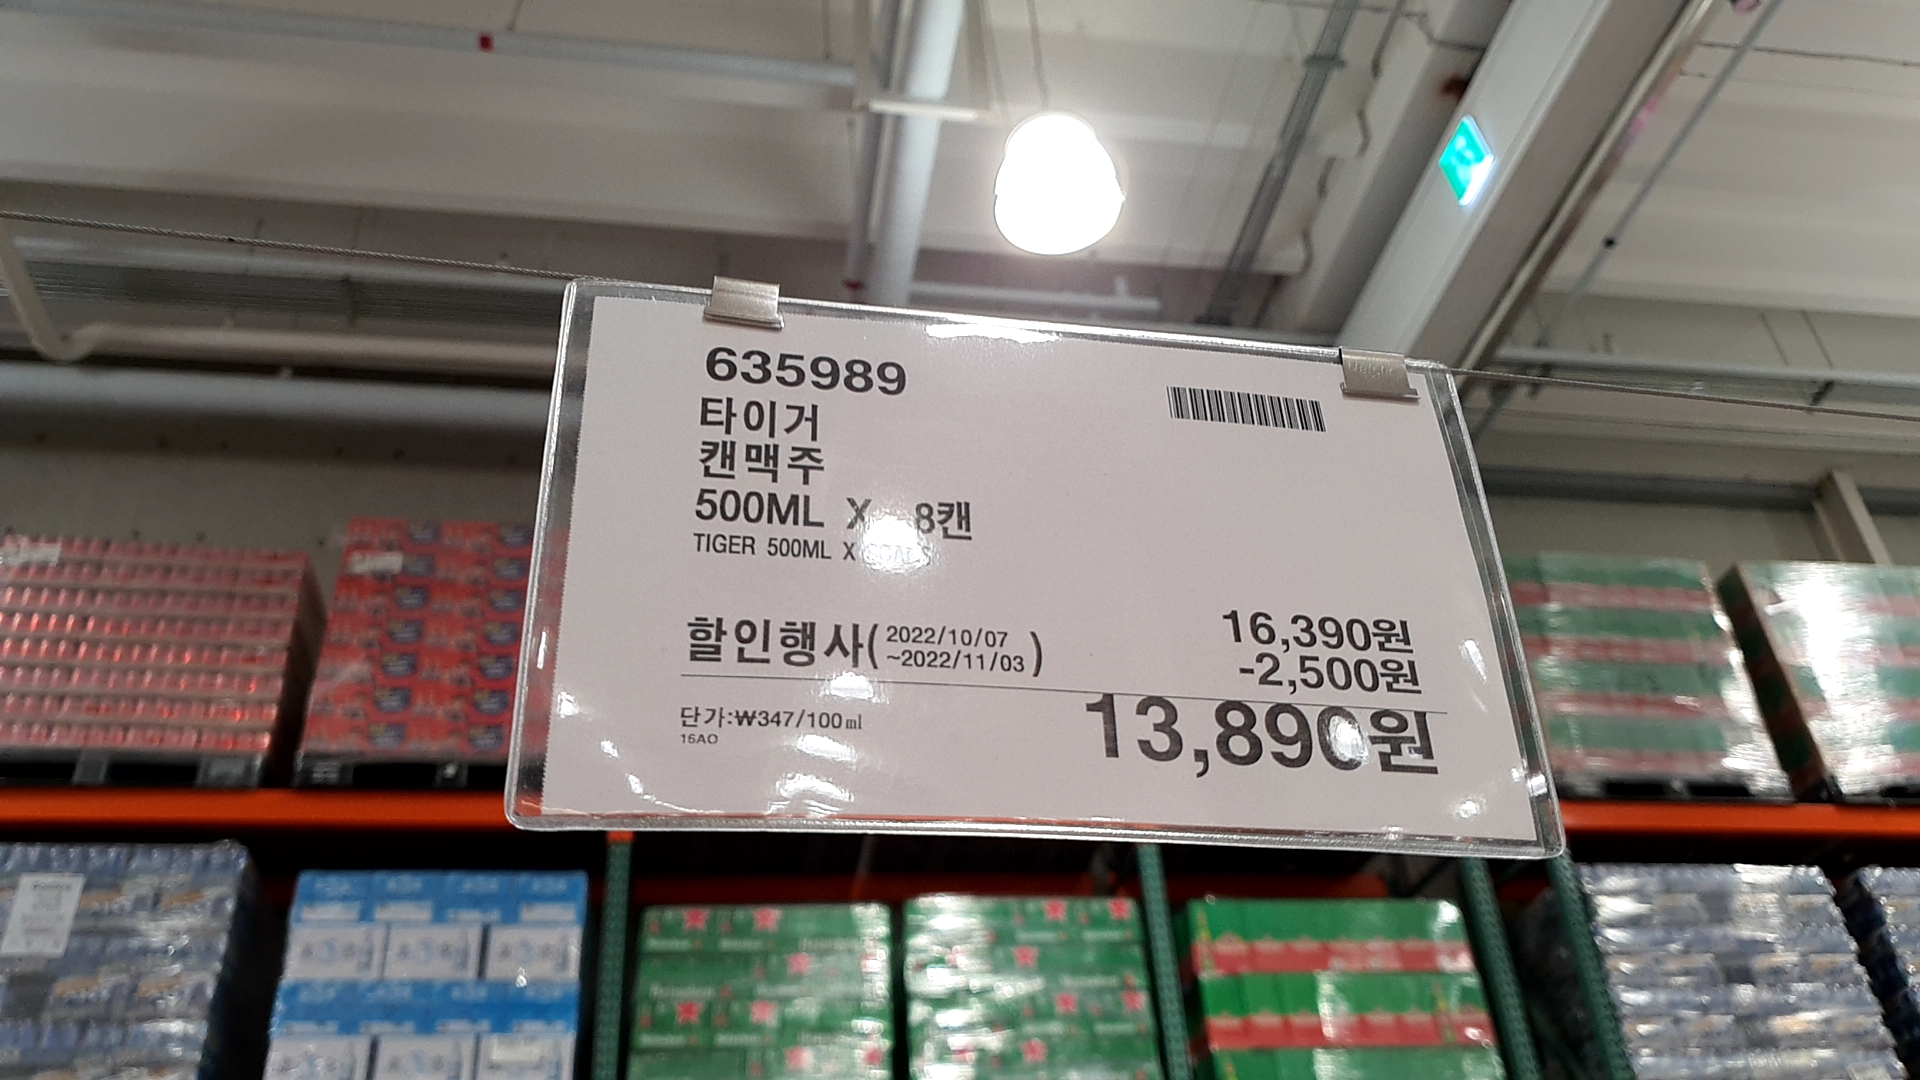 635989
타이거
캔맥주
500ML X 8캔
TIGER 500ML X
할인행사(2022/10/07
~2022/11/03)
16,390원
-2,500원
단가:₩347/100㎖
13,890원
16AO